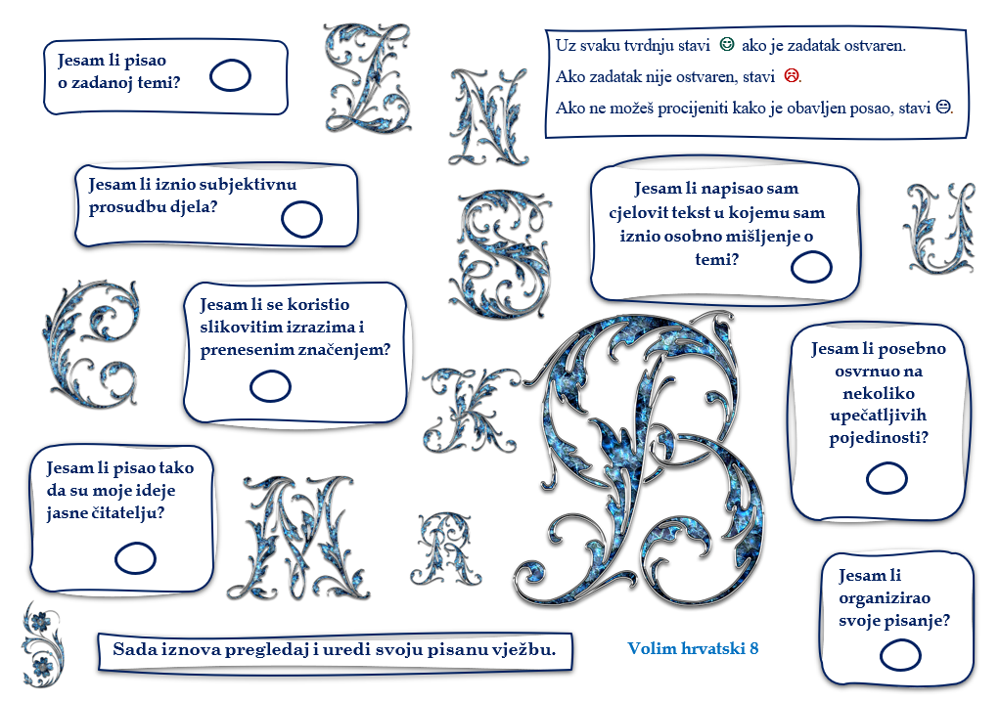 Jesam li pisao
o zadanoj temi?
Uz svaku tvrdnju stavi ☺ ako je zadatak ostvaren.
Ako zadatak nije ostvaren, stavi ☹.
Ako ne možeš procijeniti kako je obavljen posao, stavi 😐.
Z
N
Jesam li iznio subjektivnu
prosudbu djela?
S
Jesam li napisao sam
cjelovit tekst u kojemu sam
iznio osobno mišljenje o
temi?
U
C
Jesam li se koristio
slikovitim izrazima i
prenesenim značenjem?
K
B
Jesam li posebno
osvrnuo na
nekoliko
upečatljivih
pojedinosti?
Jesam li pisao tako
da su moje ideje
jasne čitatelju?
M
R
Jesam li
organizirao
svoje pisanje?
Sada iznova pregledaj i uredi svoju pisanu vježbu.
Volim hrvatski 8